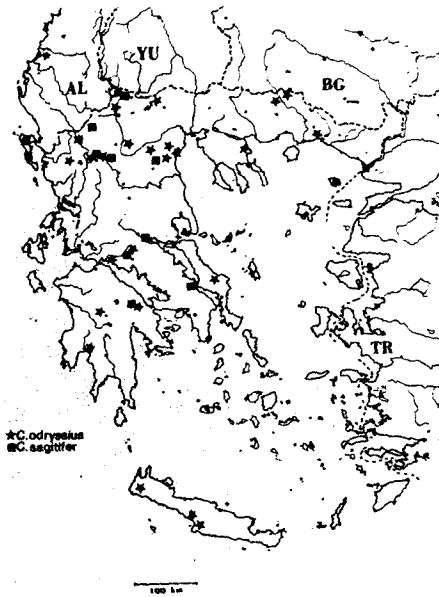 YU
AL
BG
TR
★C. odryssius
■C. sagittifer
100 km